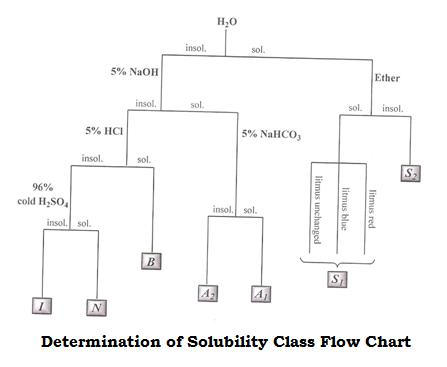 H₂O
insol. sol.
5% NaOH Ether
insol. sol. sol. insol.
5% HCl 5% NaHCO₃
insol. sol.
litmus unchanged
litmus blue
litmus red
S₂
96%
cold H₂SO₄
insol. sol. insol. sol.
B
S₁
A₂ A₁
I N
Determination of Solubility Class Flow Chart